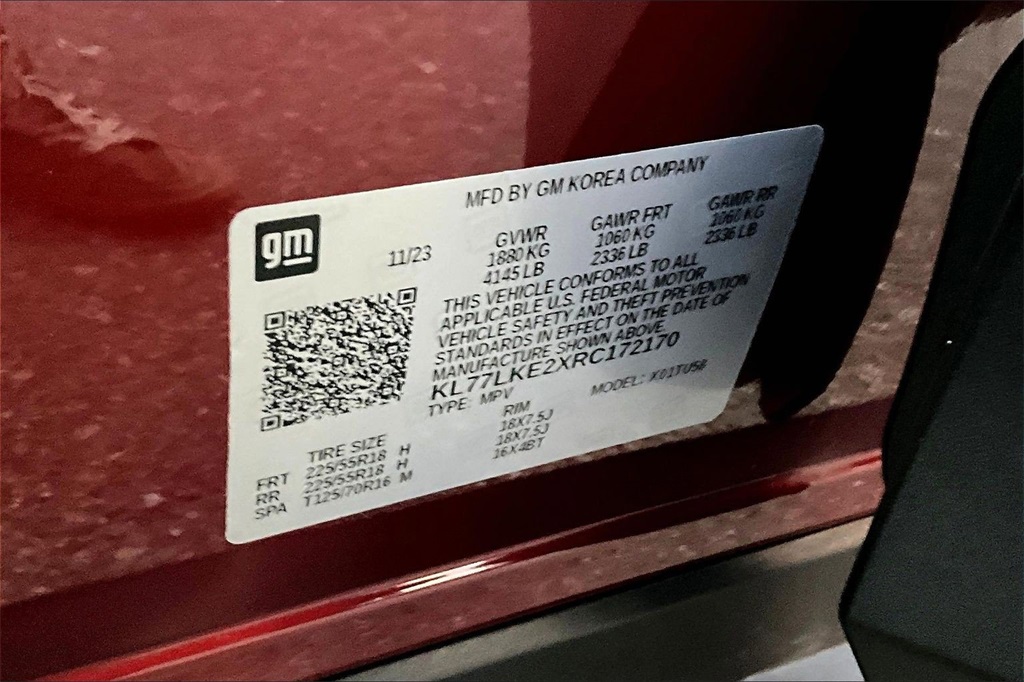 MFD BY GM KOREA COMPANY
gm
11/23
GVWR GAWR FRT GAWR RR
1880 KG 1060 KG 1060 KG
4145 LB 2336 LB 2336 LB
THIS VEHICLE CONFORMS TO ALL
APPLICABLE U.S. FEDERAL MOTOR
VEHICLE SAFETY AND THEFT PREVENTION
STANDARDS IN EFFECT ON THE DATE OF
MANUFACTURE SHOWN ABOVE.
KL77LKE2XRC172170
TYPE: MPV MODEL: X01TU58
TIRE SIZE RIM
FRT 225/55R18 H 18X7.5J
RR 225/55R18 H 18X7.5J
SPA T125/70R16 M 16X4BT